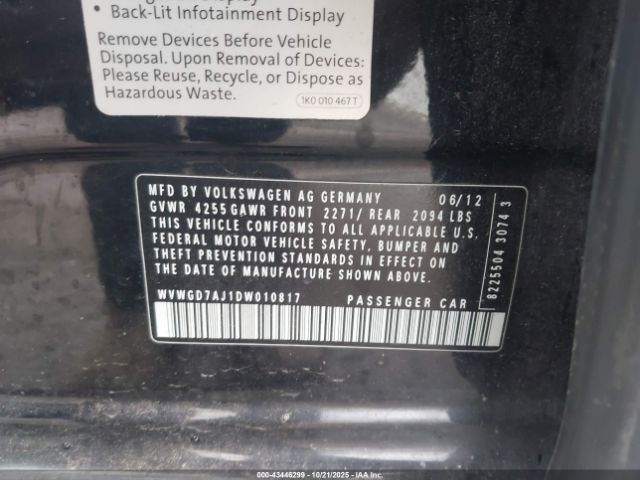 • Back-Lit Infotainment Display
Remove Devices Before Vehicle
Disposal. Upon Removal of Devices:
Please Reuse, Recycle, or Dispose as
Hazardous Waste.
1K0 010 467 T
MFD BY VOLKSWAGEN AG GERMANY 06/12
GVWR 4255 GAWR FRONT 2271/ REAR 2094 LBS
THIS VEHICLE CONFORMS TO ALL APPLICABLE U.S.
FEDERAL MOTOR VEHICLE SAFETY, BUMPER AND
THEFT PREVENTION STANDARDS IN EFFECT ON
THE DATE OF MANUFACTURE SHOWN ABOVE.
WVWGD7AJ1DW010817 PASSENGER CAR
8225504 3074 3
000-43446299 - 10/21/2025 - IAA, Inc.